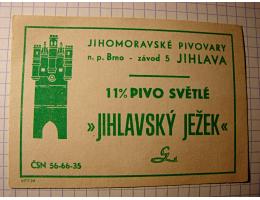 JIHOMORAVSKÉ PIVOVARY
n. p. Brno - závod 5 JIHLAVA
11% PIVO SVĚTLÉ
»JIHLAVSKÝ JEŽEK«
ČSN 56-66-35